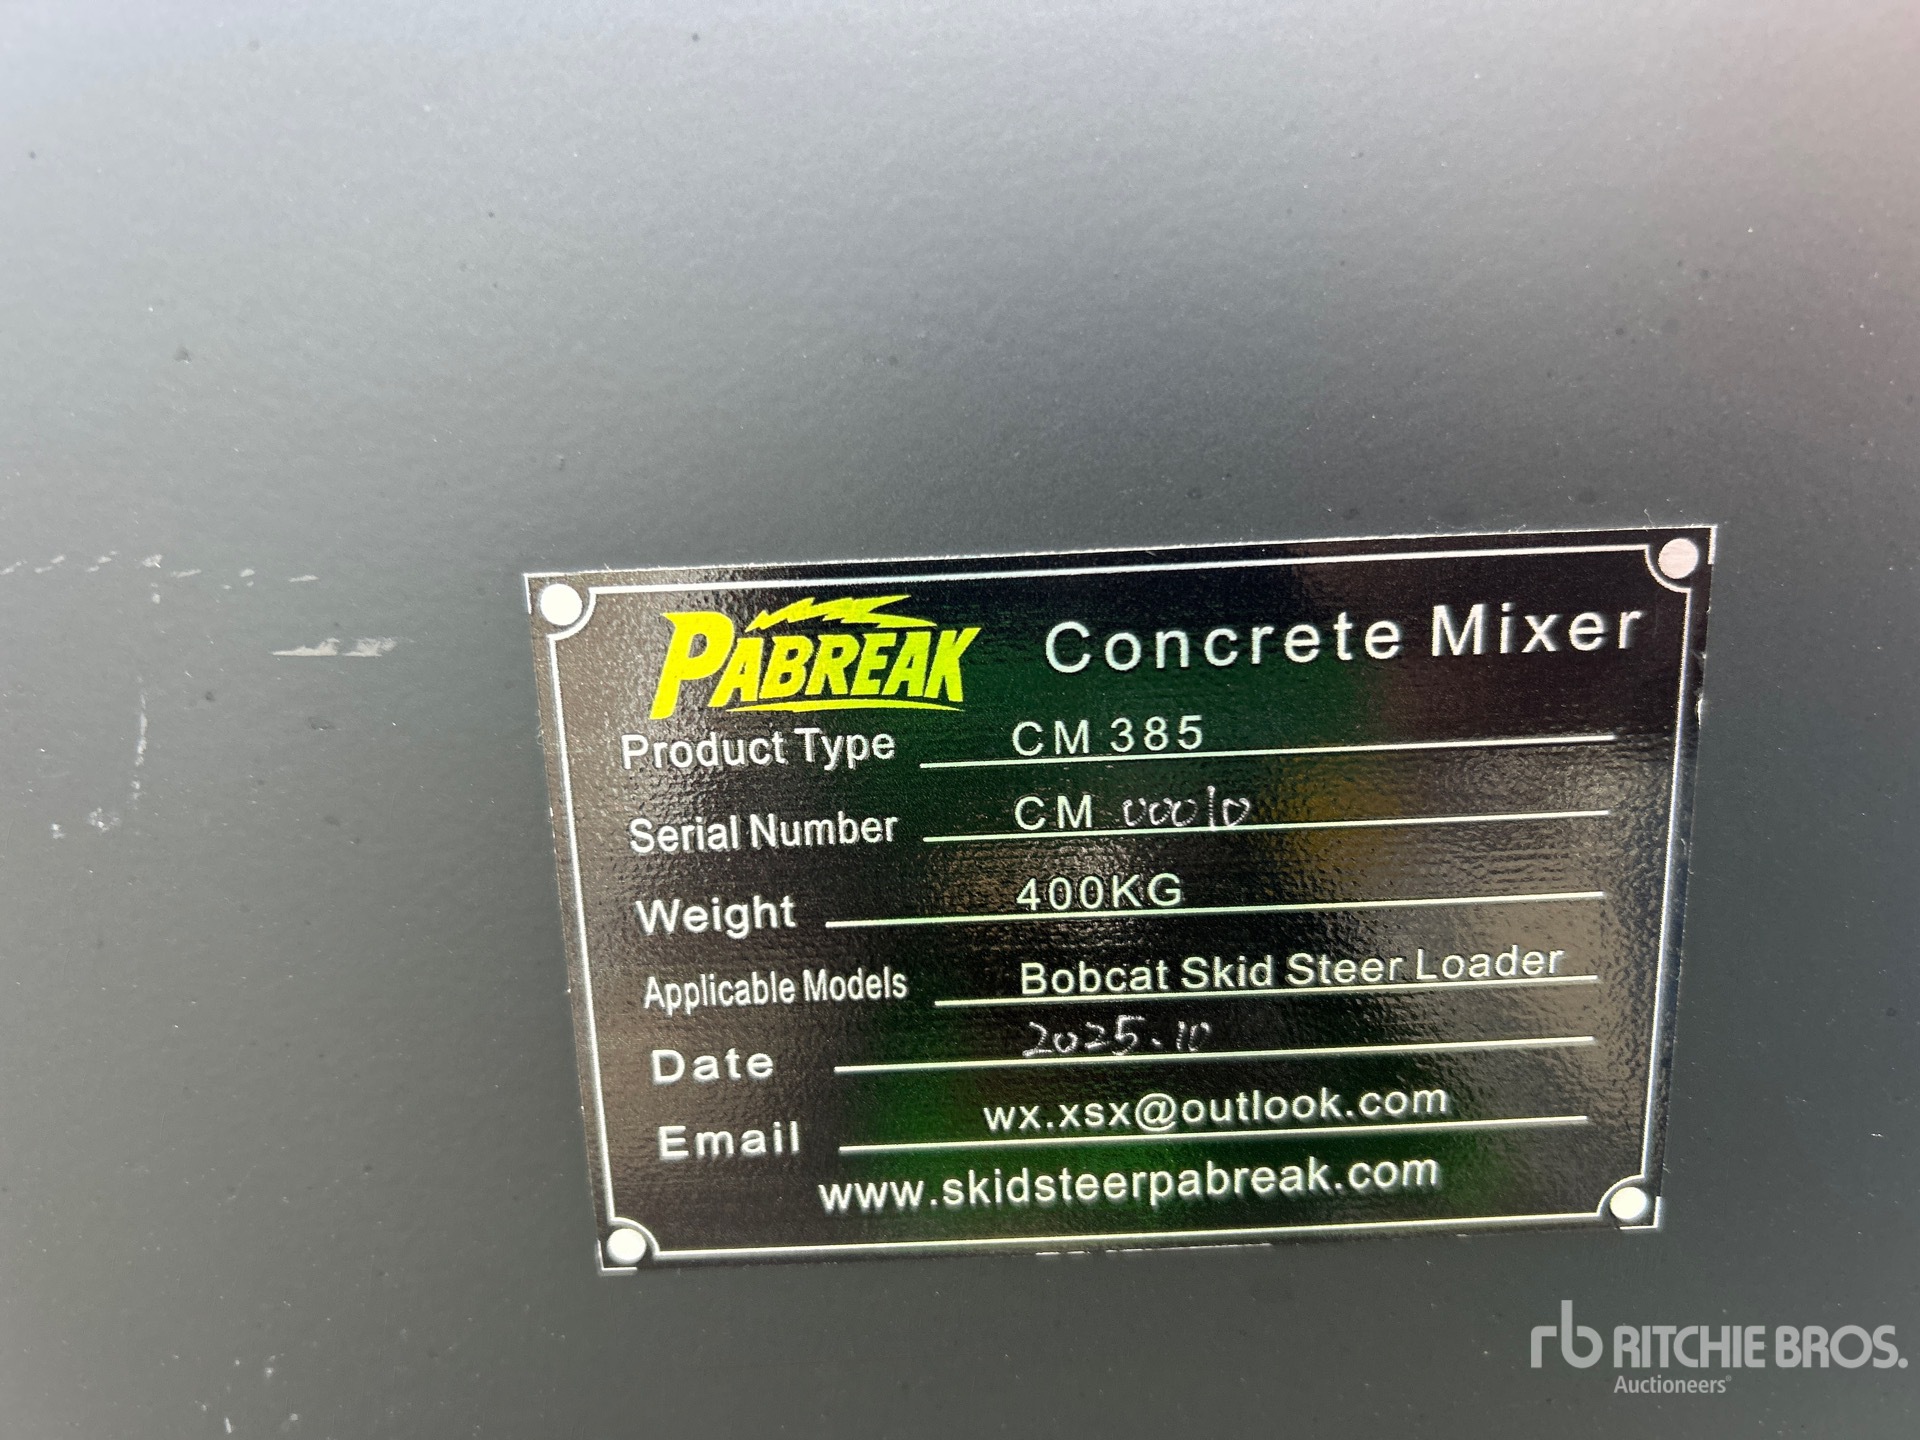 PABREAK Concrete Mixer
Product Type CM 385
Serial Number CM 00010
Weight 400KG
Applicable Models Bobcat Skid Steer Loader
Date 2025.10
Email wx.xsx@outlook.com
www.skidsteerpabreak.com
rb RITCHIE BROS.
Auctioneers